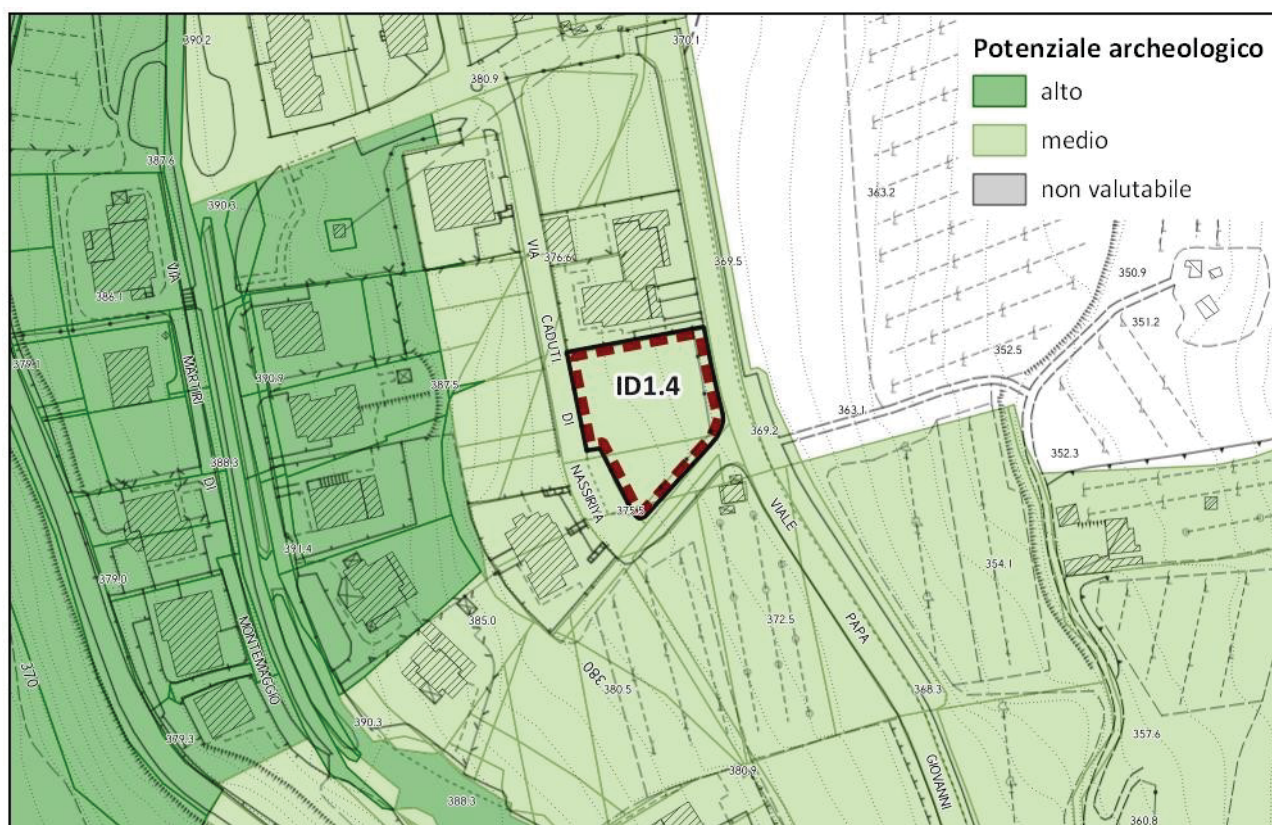 Potenziale archeologico
alto
medio
non valutabile
390.2
370.1
380.9
387.6
390.3
363.2
VIA
376.6
369.5
VIA
350.9
386.1
351.2
CADUTI
379.1
MARTIRI
352.5
390.9
387.5
ID1.4
363.1
DI
369.2
352.3
388.3
DI
NASSIRIYA
375.5
VIALE
391.4
379.0
354.1
385.0
372.5
PAPA
MONTEMAGGIO
370
380
380.5
368.3
390.3
379.3
357.6
GIOVANNI
380.9
388.3
360.8